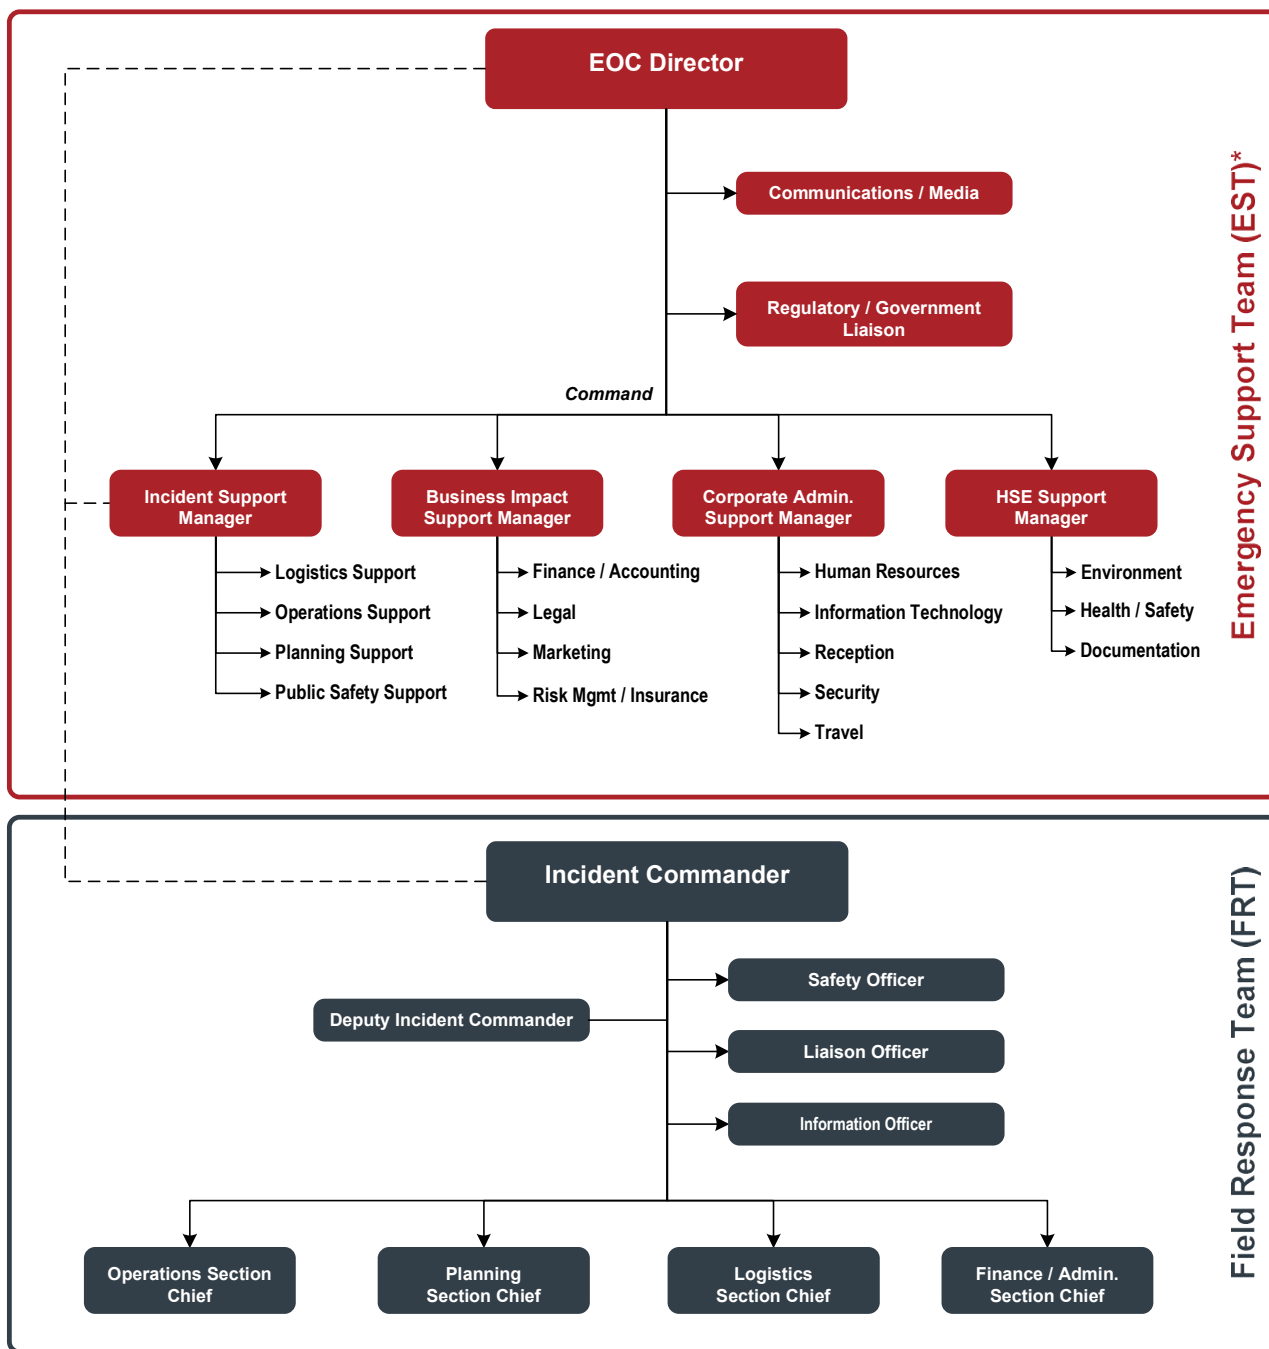 EOC Director
Communications / Media
Regulatory / Government
Liaison
Command
Incident Support
Manager
Business Impact
Support Manager
Corporate Admin.
Support Manager
HSE Support
Manager
Logistics Support
Operations Support
Planning Support
Public Safety Support
Finance / Accounting
Legal
Marketing
Risk Mgmt / Insurance
Human Resources
Information Technology
Reception
Security
Travel
Environment
Health / Safety
Documentation
Emergency Support Team (EST)*
Incident Commander
Safety Officer
Deputy Incident Commander
Liaison Officer
Information Officer
Operations Section
Chief
Planning
Section Chief
Logistics
Section Chief
Finance / Admin.
Section Chief
Field Response Team (FRT)